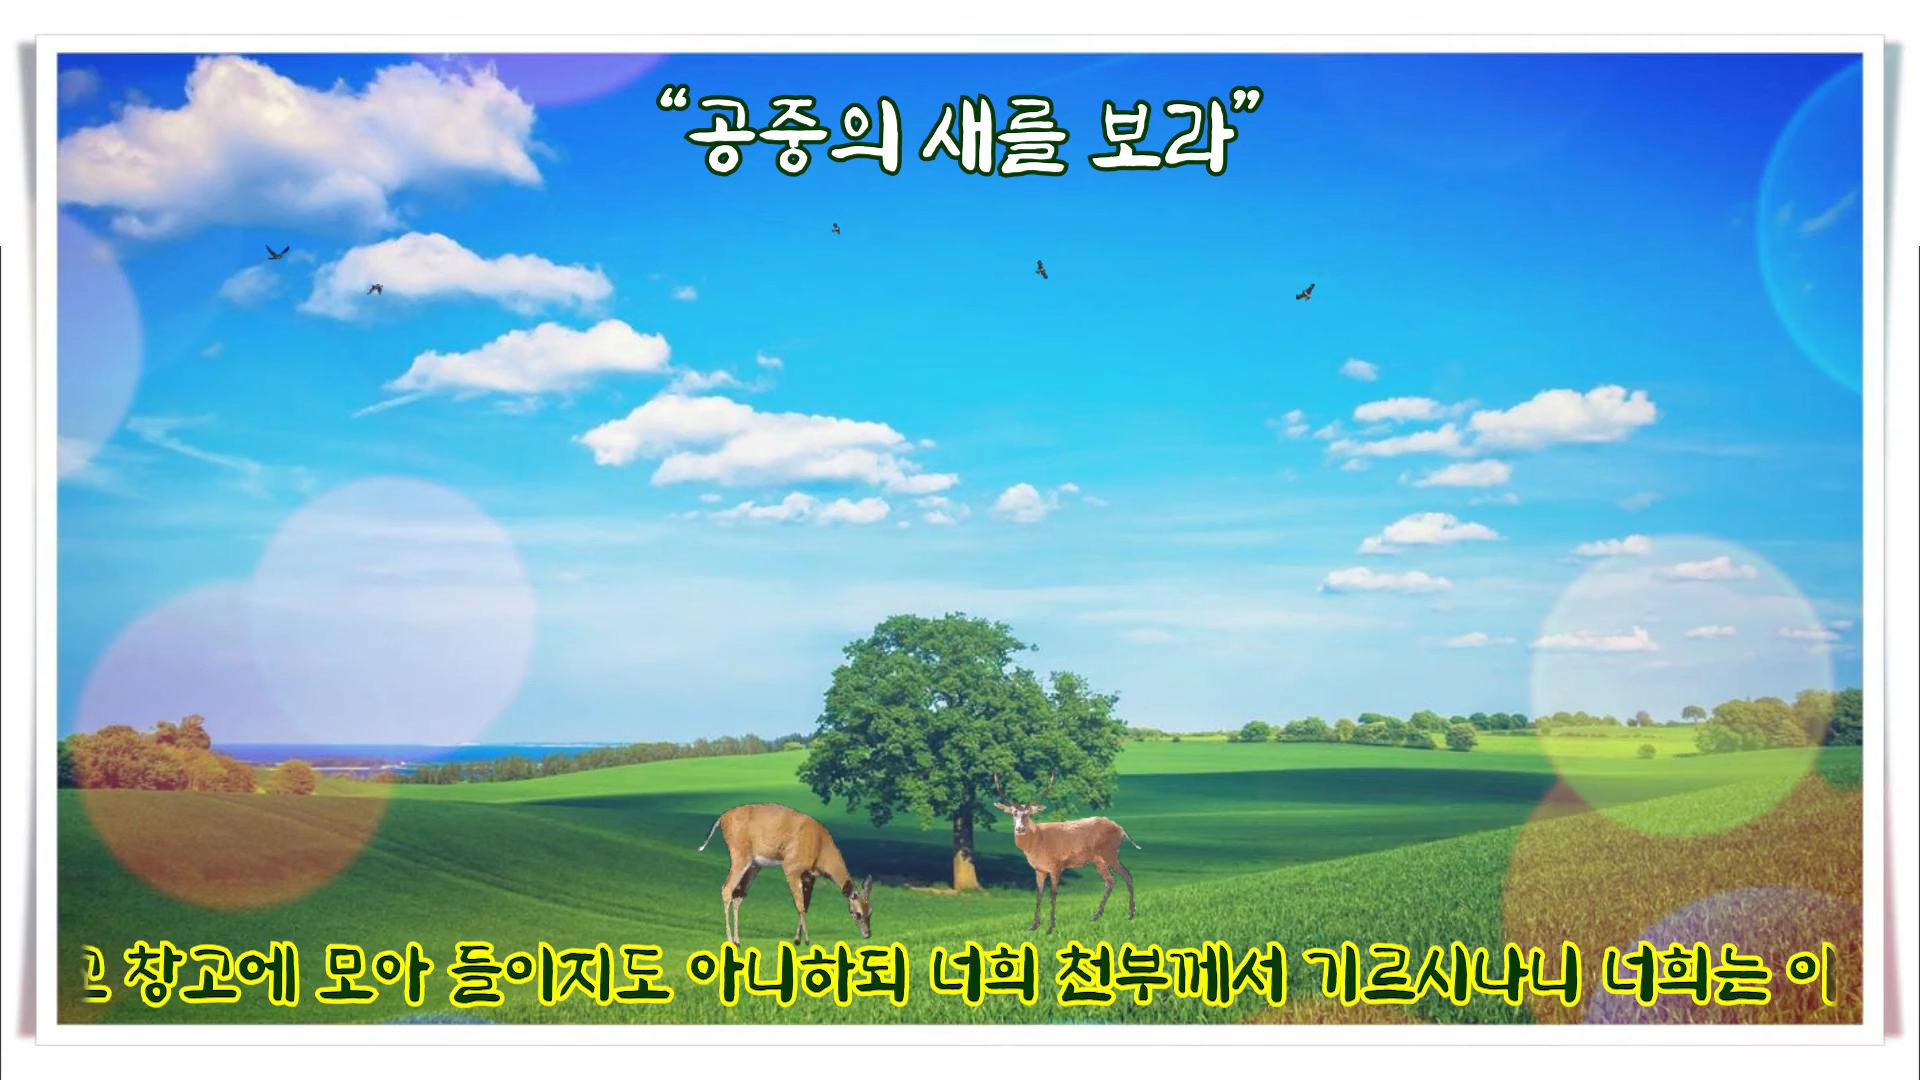 “공중의 새를 보라”
창고에 모아 들이지도 아니하되 너희 천부께서 기르시나니 너희는 이